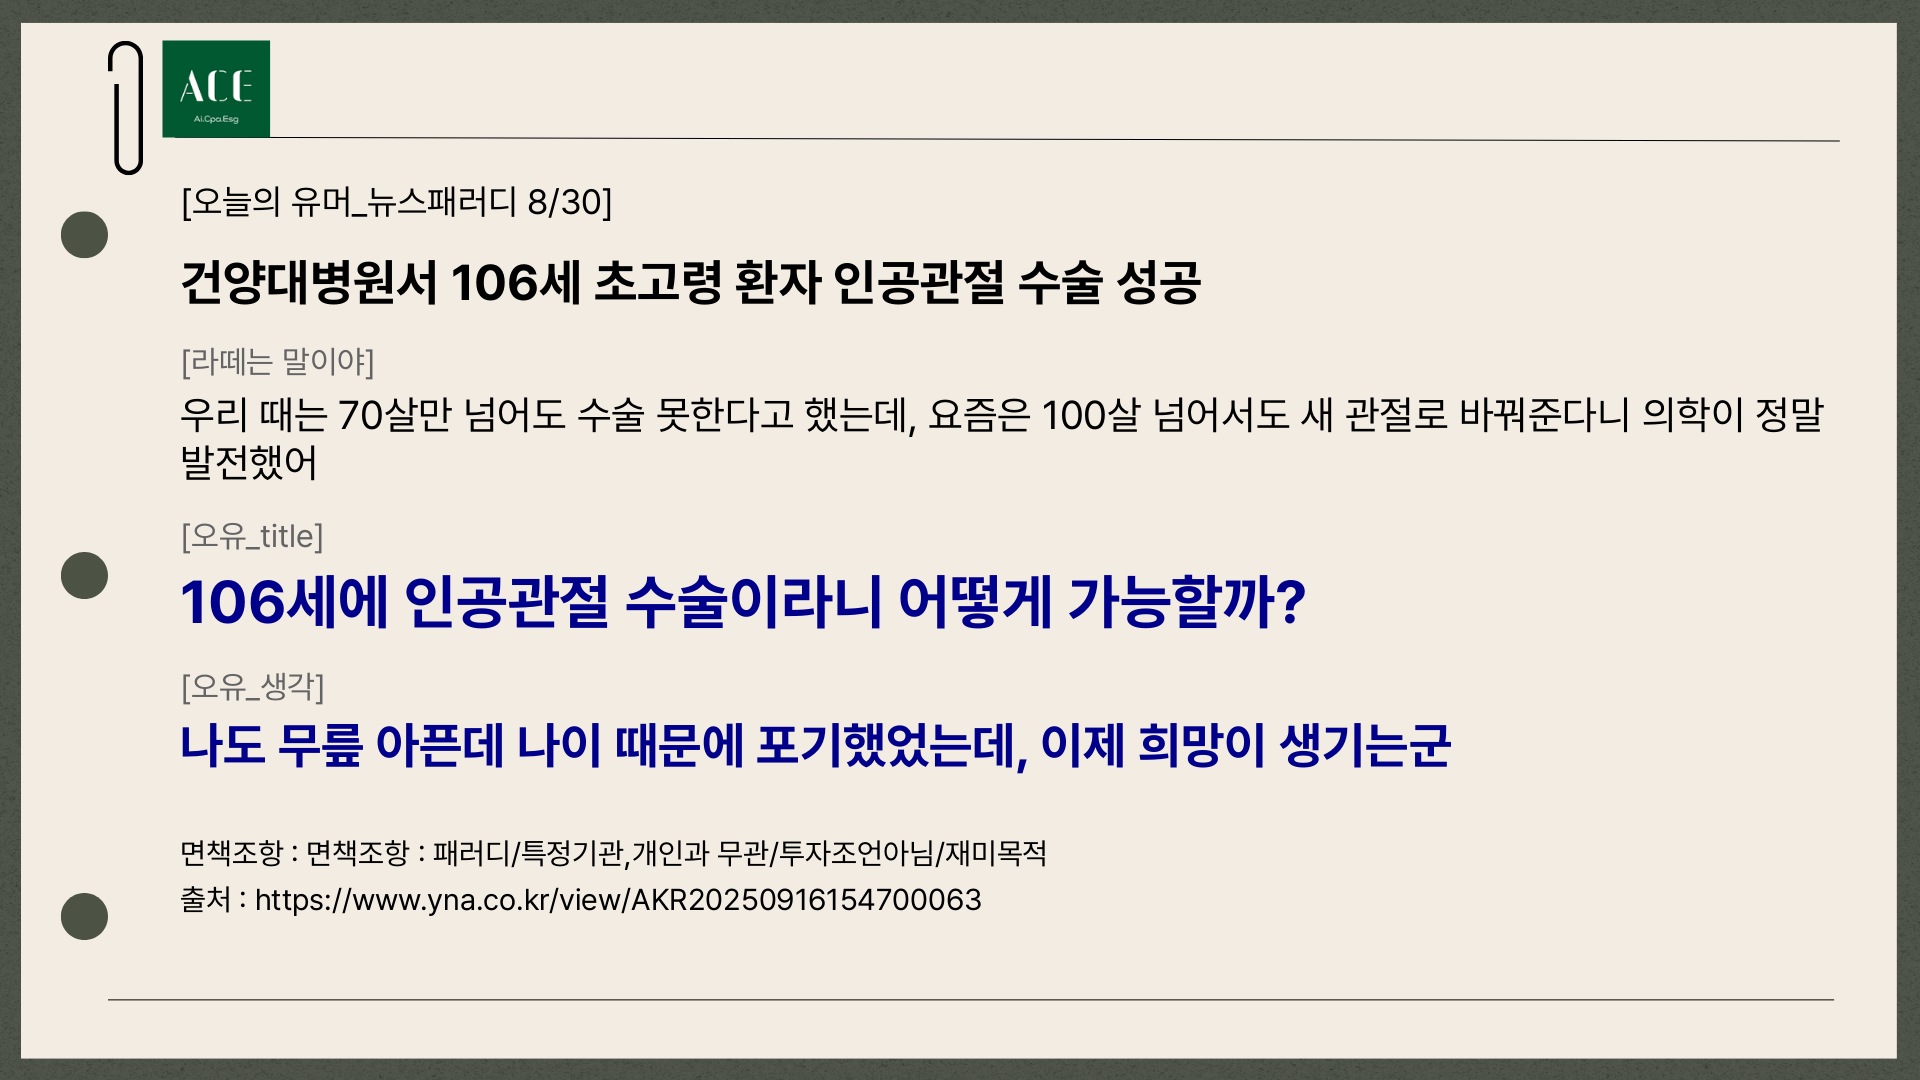 ACE
Ai.Cpa.Esg
[오늘의 유머_뉴스패러디 8/30]
건양대병원서 106세 초고령 환자 인공관절 수술 성공
[라떼는 말이야]
우리 때는 70살만 넘어도 수술 못한다고 했는데, 요즘은 100살 넘어서도 새 관절로 바꿔준다니 의학이 정말
발전했어
[오유_title]
106세에 인공관절 수술이라니 어떻게 가능할까?
[오유_생각]
나도 무릎 아픈데 나이 때문에 포기했었는데, 이제 희망이 생기는군
면책조항 : 면책조항 : 패러디/특정기관,개인과 무관/투자조언아님/재미목적
출처 : https://www.yna.co.kr/view/AKR20250916154700063